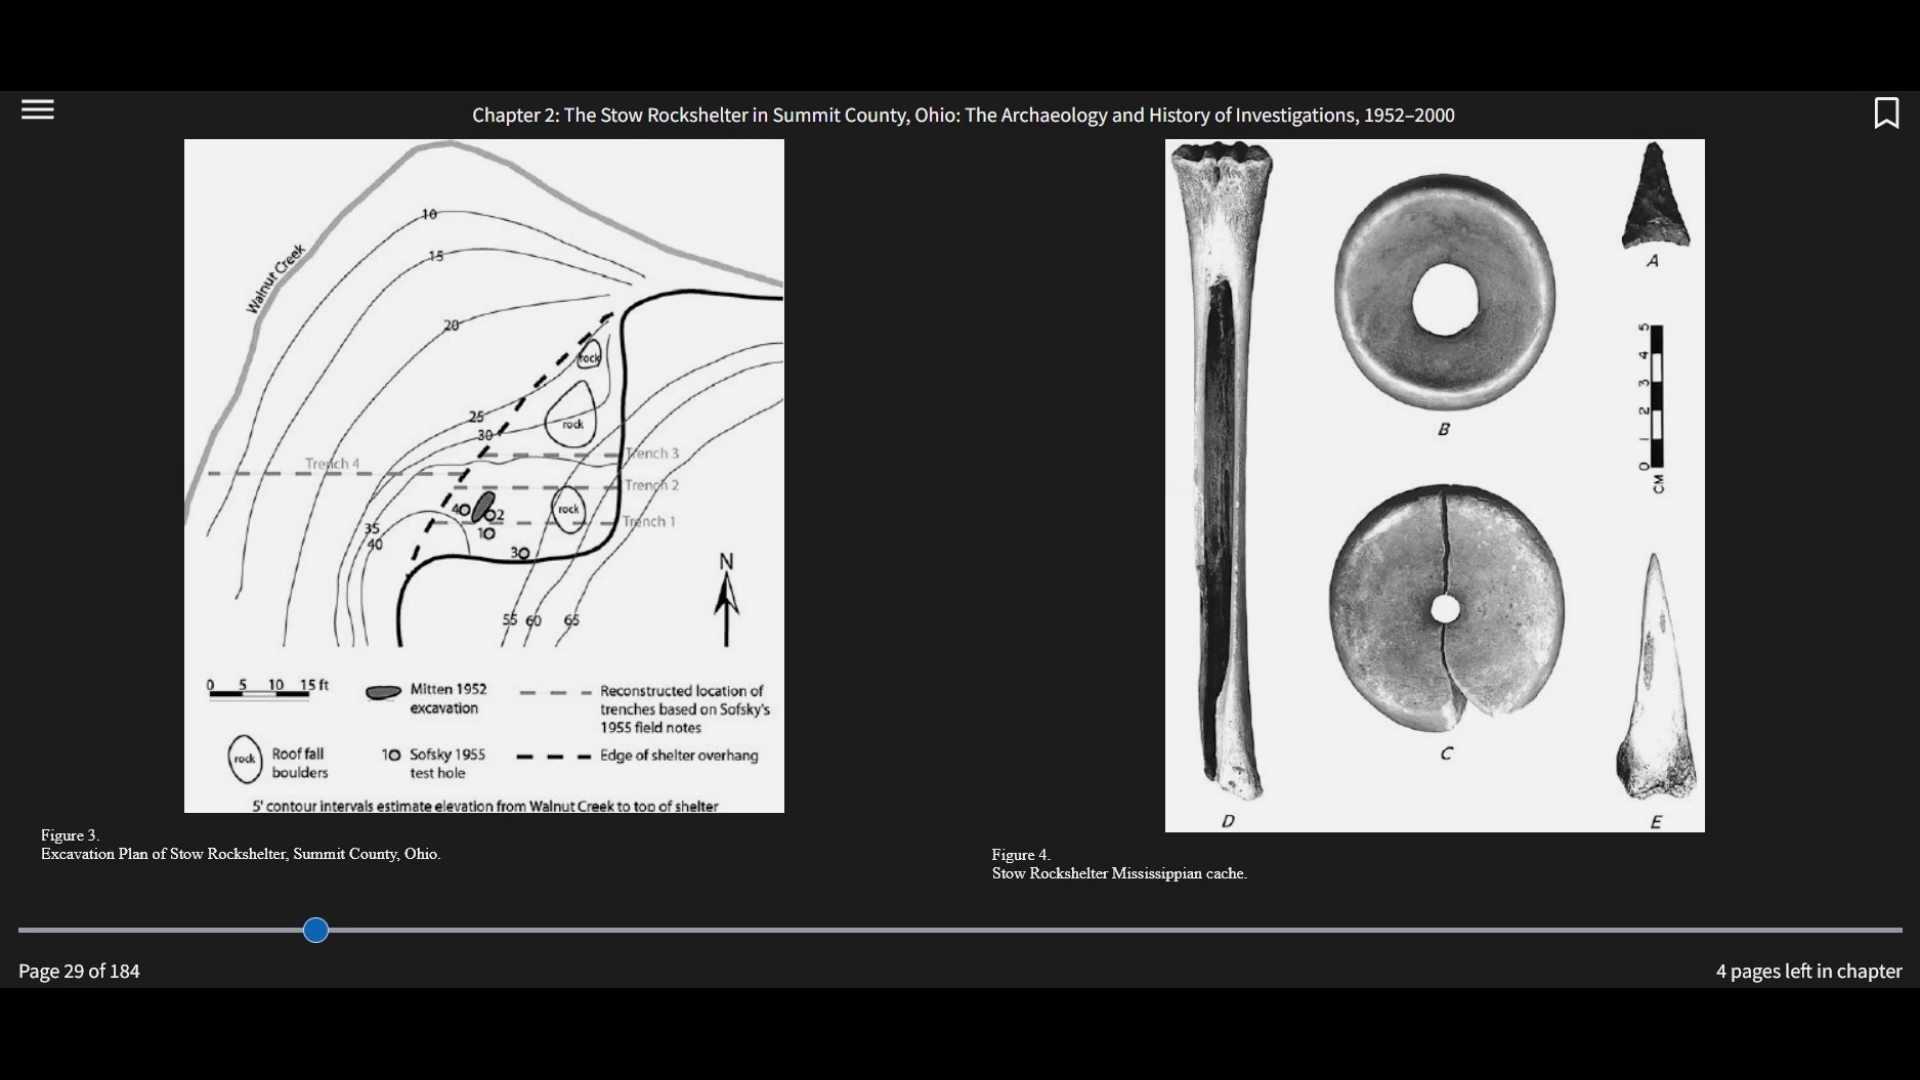 Chapter 2: The Stow Rockshelter in Summit County, Ohio: The Archaeology and History of Investigations, 1952–2000
Walnut Creek
10
15
20
25
30
35
40
rock
rock
rock
Trench 4
Trench 3
Trench 2
Trench 1
4
2
1
3
55 60 65
N
0 5 10 15 ft
Mitten 1952
excavation
Reconstructed location of
trenches based on Sofsky's
1955 field notes
rock
Roof fall
boulders
1
Sofsky 1955
test hole
Edge of shelter overhang
5' contour intervals estimate elevation from Walnut Creek to top of shelter
Figure 3.
Excavation Plan of Stow Rockshelter, Summit County, Ohio.
A
B
C
D
E
5
4
3
2
1
0
CM
Figure 4.
Stow Rockshelter Mississippian cache.
Page 29 of 184
4 pages left in chapter